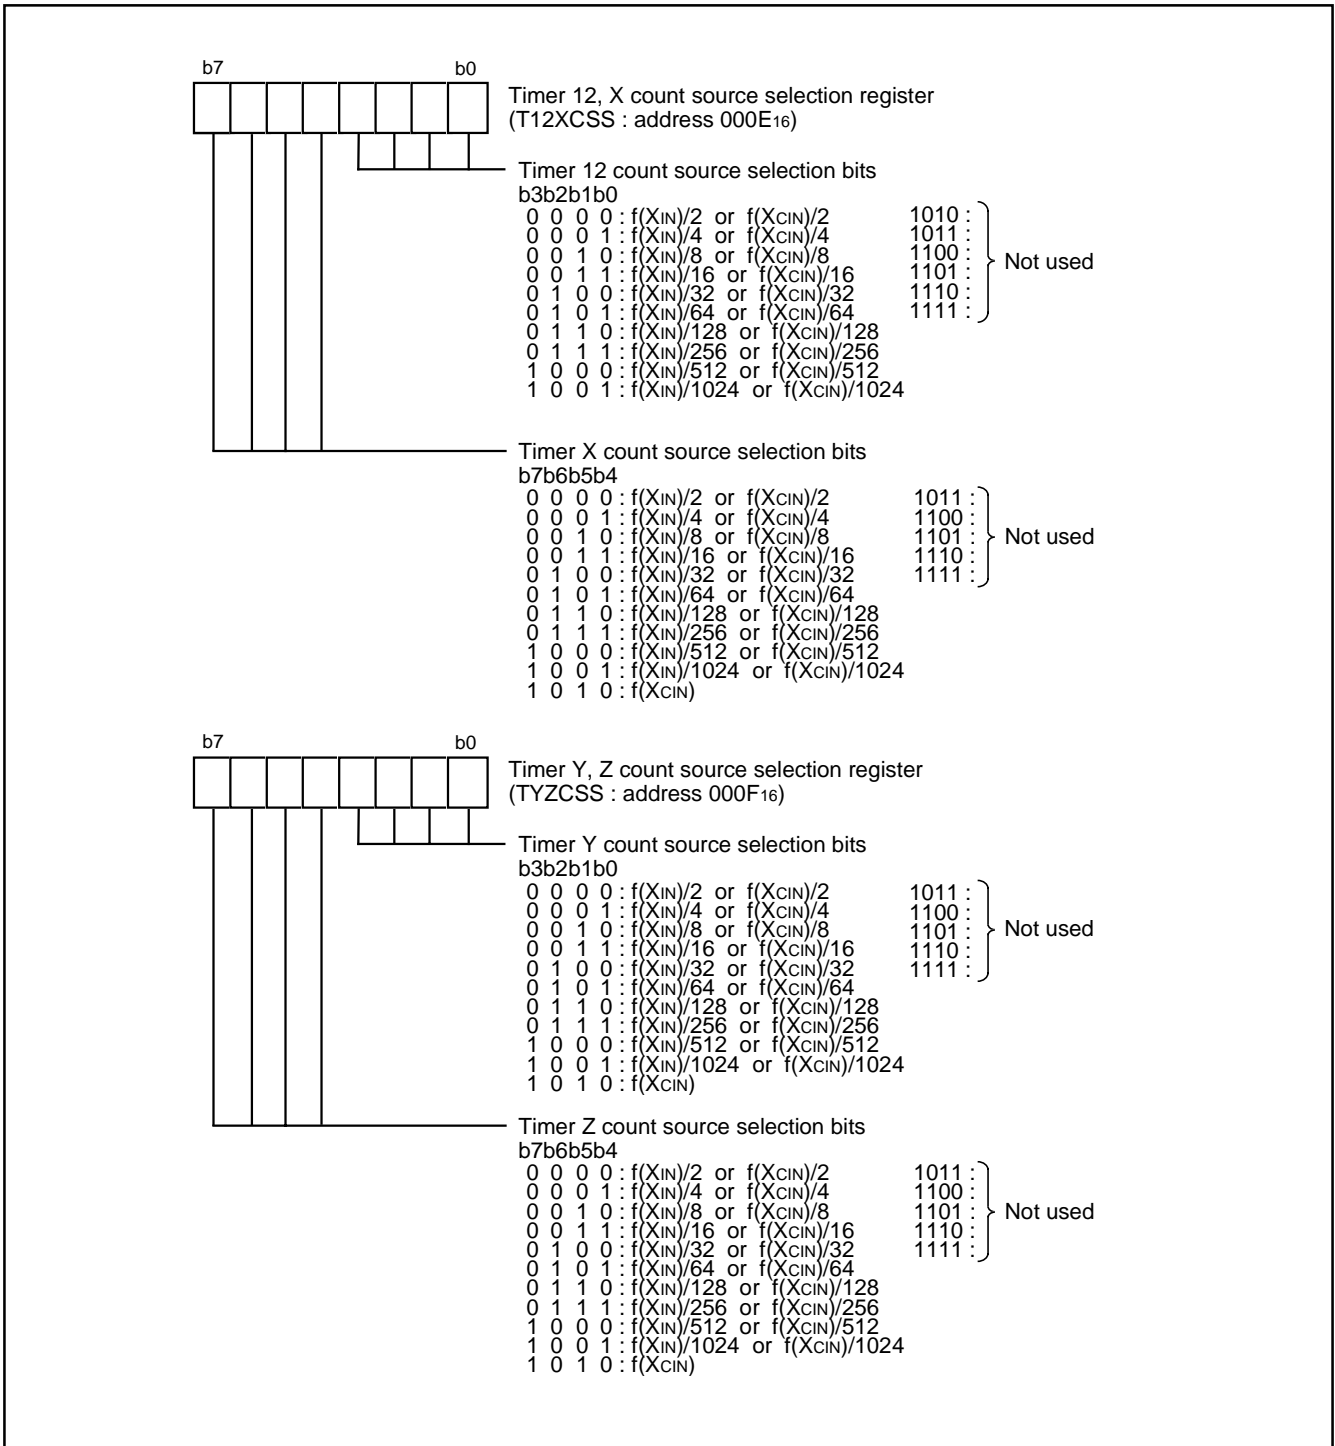 b7 b0
Timer 12, X count source selection register
(T12XCSS : address 000E16)
Timer 12 count source selection bits
b3b2b1b0
0 0 0 0 : f(XIN)/2 or f(XCIN)/2 1010 :
0 0 0 1 : f(XIN)/4 or f(XCIN)/4 1011 :
0 0 1 0 : f(XIN)/8 or f(XCIN)/8 1100 :
Not used
0 0 1 1 : f(XIN)/16 or f(XCIN)/16 1101 :
0 1 0 0 : f(XIN)/32 or f(XCIN)/32 1110 :
0 1 0 1 : f(XIN)/64 or f(XCIN)/64 1111 :
0 1 1 0 : f(XIN)/128 or f(XCIN)/128
0 1 1 1 : f(XIN)/256 or f(XCIN)/256
1 0 0 0 : f(XIN)/512 or f(XCIN)/512
1 0 0 1 : f(XIN)/1024 or f(XCIN)/1024
Timer X count source selection bits
b7b6b5b4
0 0 0 0 : f(XIN)/2 or f(XCIN)/2 1011 :
0 0 0 1 : f(XIN)/4 or f(XCIN)/4 1100 :
0 0 1 0 : f(XIN)/8 or f(XCIN)/8 1101 : Not used
0 0 1 1 : f(XIN)/16 or f(XCIN)/16 1110 :
0 1 0 0 : f(XIN)/32 or f(XCIN)/32 1111 :
0 1 0 1 : f(XIN)/64 or f(XCIN)/64
0 1 1 0 : f(XIN)/128 or f(XCIN)/128
0 1 1 1 : f(XIN)/256 or f(XCIN)/256
1 0 0 0 : f(XIN)/512 or f(XCIN)/512
1 0 0 1 : f(XIN)/1024 or f(XCIN)/1024
1 0 1 0 : f(XCIN)
b7 b0
Timer Y, Z count source selection register
(TYZCSS : address 000F16)
Timer Y count source selection bits
b3b2b1b0
0 0 0 0 : f(XIN)/2 or f(XCIN)/2 1011 :
0 0 0 1 : f(XIN)/4 or f(XCIN)/4 1100 :
0 0 1 0 : f(XIN)/8 or f(XCIN)/8 1101 : Not used
0 0 1 1 : f(XIN)/16 or f(XCIN)/16 1110 :
0 1 0 0 : f(XIN)/32 or f(XCIN)/32 1111 :
0 1 0 1 : f(XIN)/64 or f(XCIN)/64
0 1 1 0 : f(XIN)/128 or f(XCIN)/128
0 1 1 1 : f(XIN)/256 or f(XCIN)/256
1 0 0 0 : f(XIN)/512 or f(XCIN)/512
1 0 0 1 : f(XIN)/1024 or f(XCIN)/1024
1 0 1 0 : f(XCIN)
Timer Z count source selection bits
b7b6b5b4
0 0 0 0 : f(XIN)/2 or f(XCIN)/2 1011 :
0 0 0 1 : f(XIN)/4 or f(XCIN)/4 1100 :
0 0 1 0 : f(XIN)/8 or f(XCIN)/8 1101 : Not used
0 0 1 1 : f(XIN)/16 or f(XCIN)/16 1110 :
0 1 0 0 : f(XIN)/32 or f(XCIN)/32 1111 :
0 1 0 1 : f(XIN)/64 or f(XCIN)/64
0 1 1 0 : f(XIN)/128 or f(XCIN)/128
0 1 1 1 : f(XIN)/256 or f(XCIN)/256
1 0 0 0 : f(XIN)/512 or f(XCIN)/512
1 0 0 1 : f(XIN)/1024 or f(XCIN)/1024
1 0 1 0 : f(XCIN)